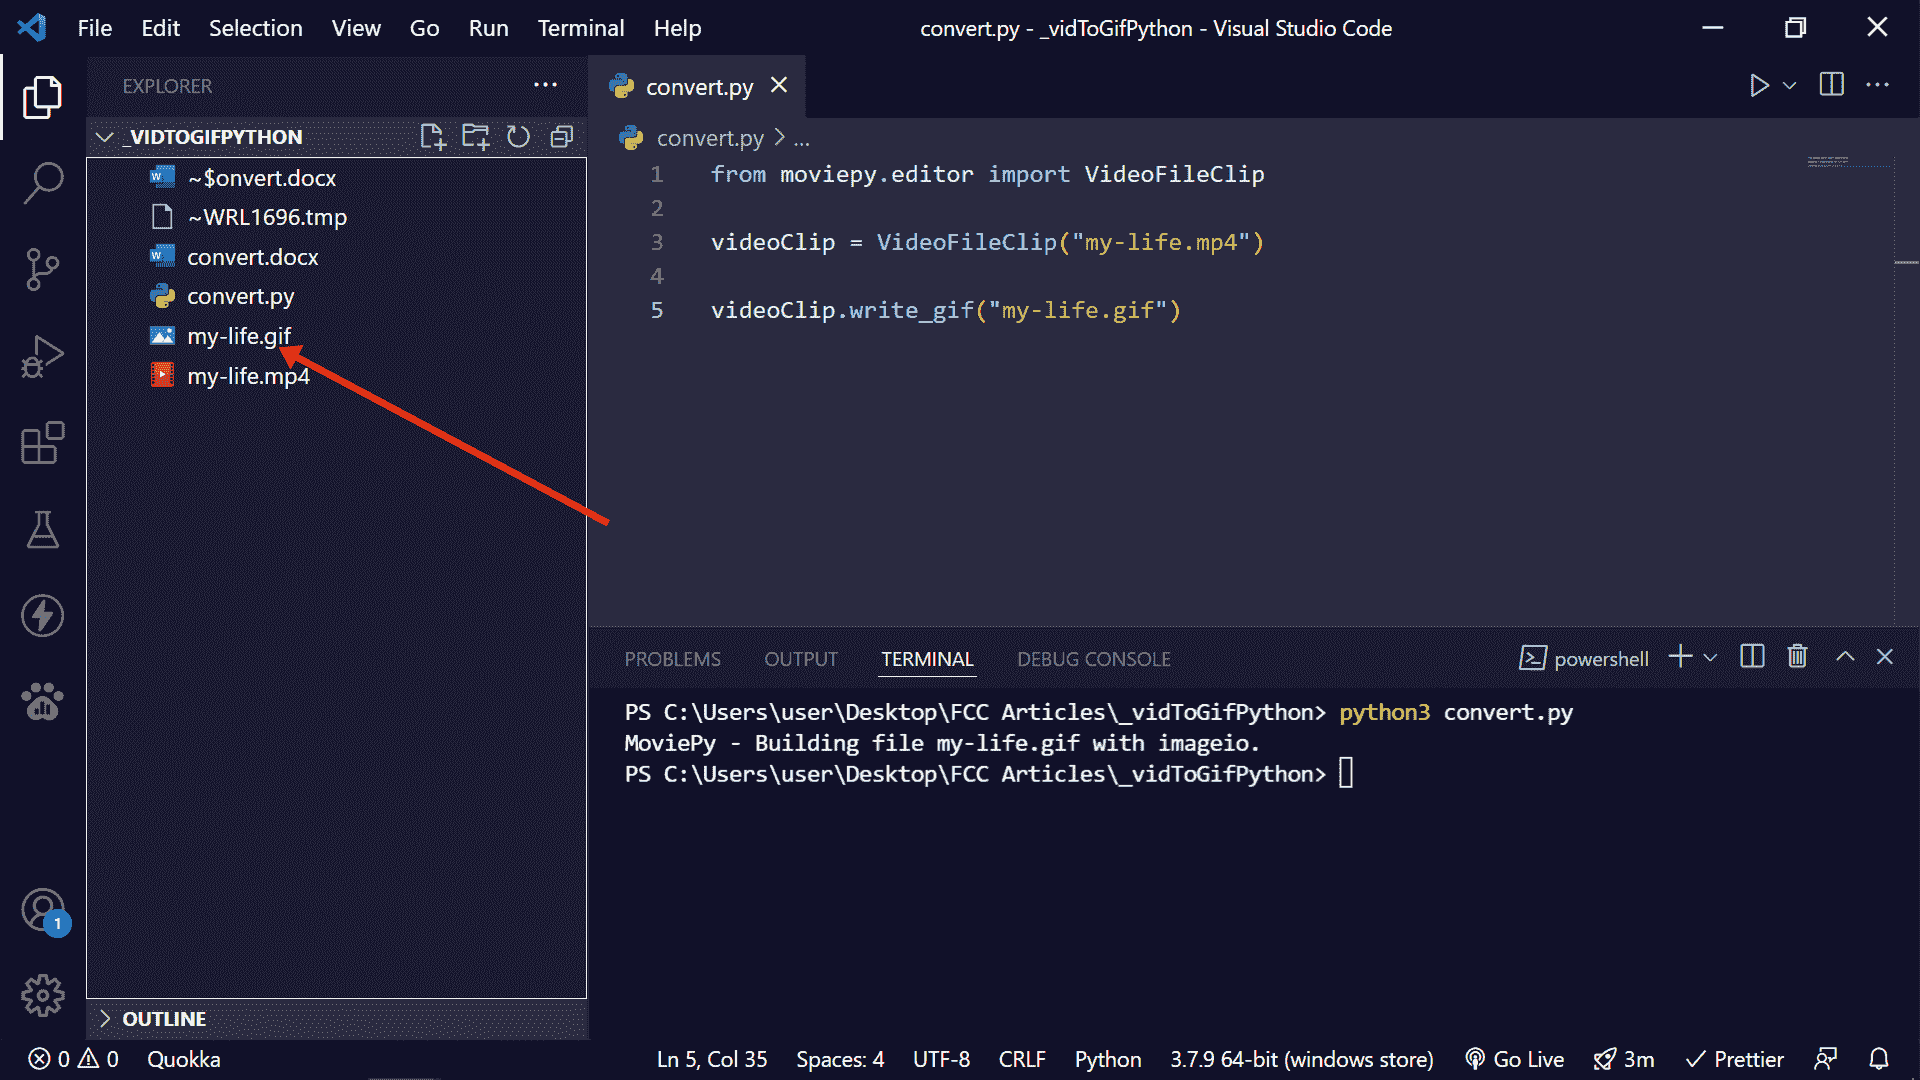 File Edit Selection View Go Run Terminal Help
convert.py - _vidToGifPython - Visual Studio Code
EXPLORER
_VIDTOGIFPYTHON
~$onvert.docx
~WRL1696.tmp
convert.docx
convert.py
my-life.gif
my-life.mp4
OUTLINE
1
convert.py
convert.py > ...
1 from moviepy.editor import VideoFileClip
2
3 videoClip = VideoFileClip("my-life.mp4")
4
5 videoClip.write_gif("my-life.gif")
PROBLEMS OUTPUT TERMINAL DEBUG CONSOLE
powershell
PS C:\Users\user\Desktop\FCC Articles\_vidToGifPython> python3 convert.py
MoviePy - Building file my-life.gif with imageio.
PS C:\Users\user\Desktop\FCC Articles\_vidToGifPython>
0 0 Quokka Ln 5, Col 35 Spaces: 4 UTF-8 CRLF Python 3.7.9 64-bit (windows store) Go Live 3m Prettier